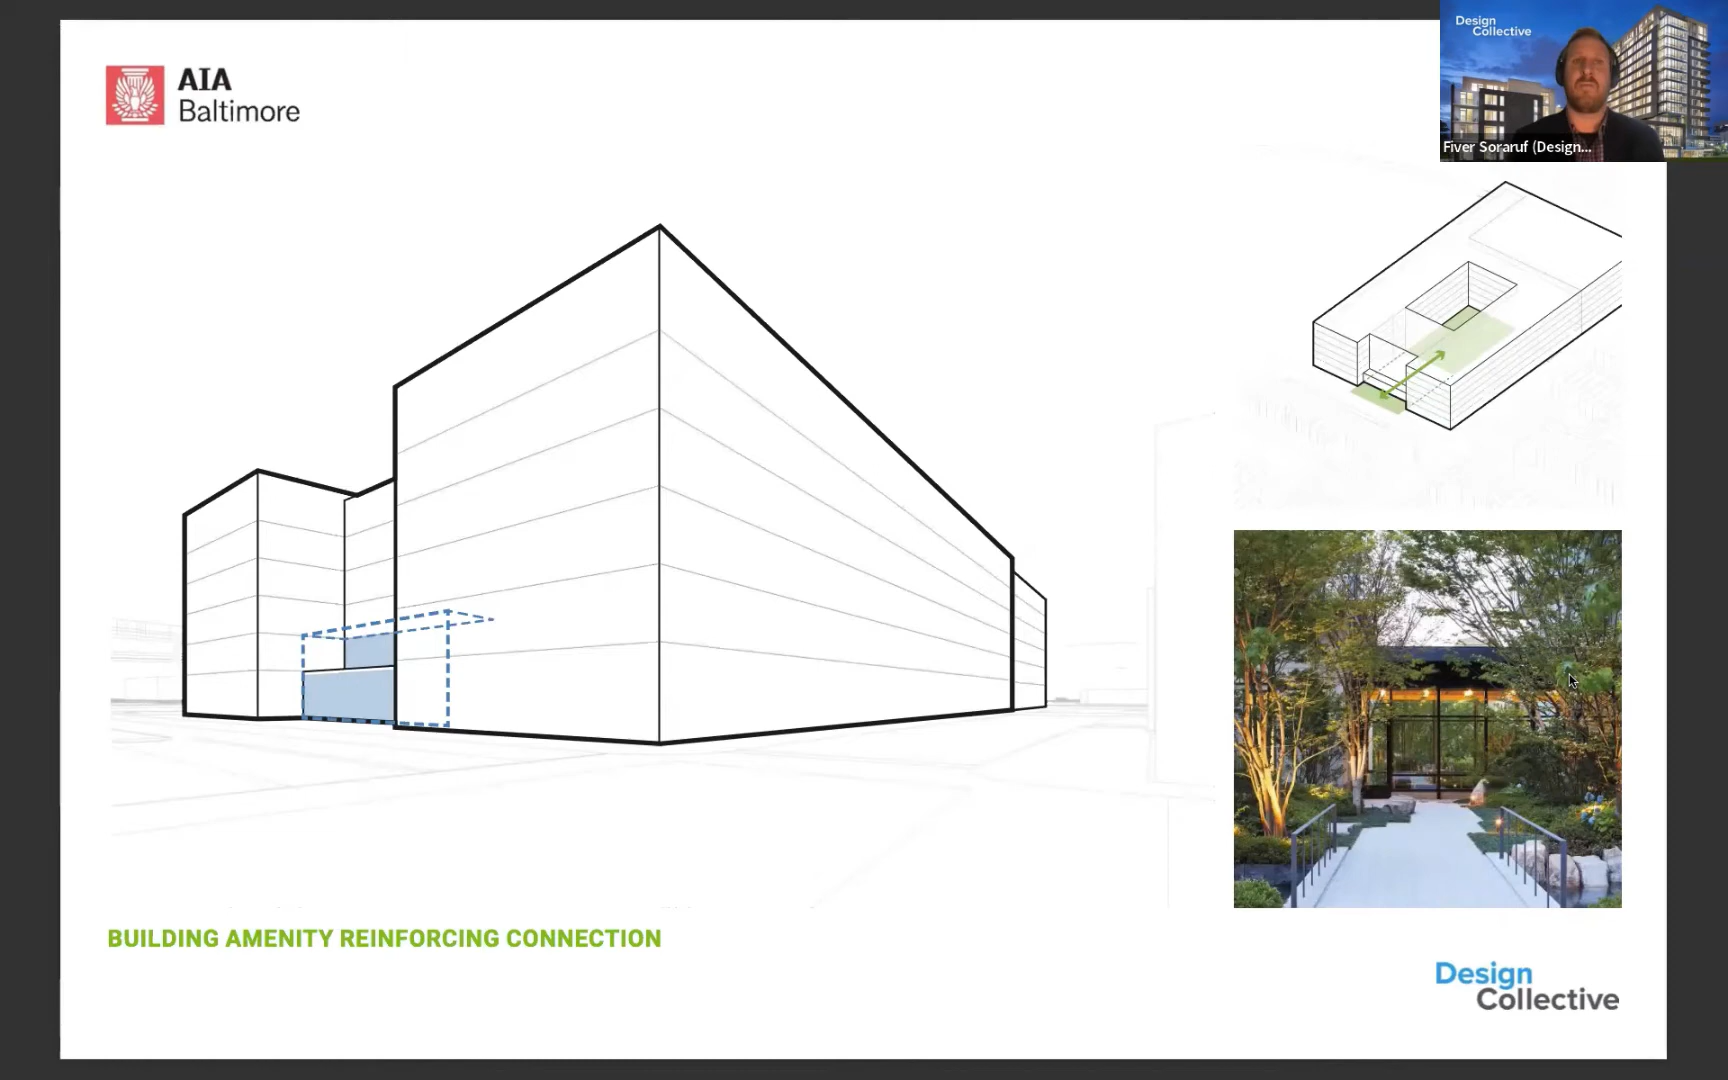 AIA
Baltimore
Design
Collective
Fiver Soraruf (Design...
BUILDING AMENITY REINFORCING CONNECTION
Design
Collective